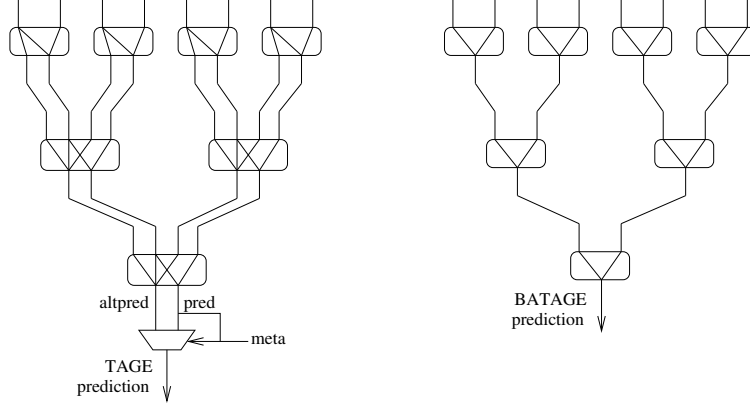 altpred
pred
meta
TAGE
prediction
BATAGE
prediction